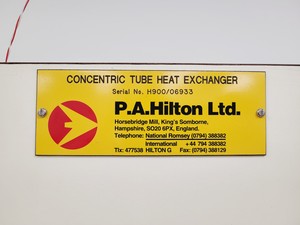 CONCENTRIC TUBE HEAT EXCHANGER
Serial No. H900/06933
P.A.Hilton Ltd.
Horsebridge Mill, King's Somborne,
Hampshire, SO20 6PX, England.
Telephone: National Romsey (0794) 388382
International +44 794 388382
Tlx: 477538 HILTON G Fax: (0794) 388129